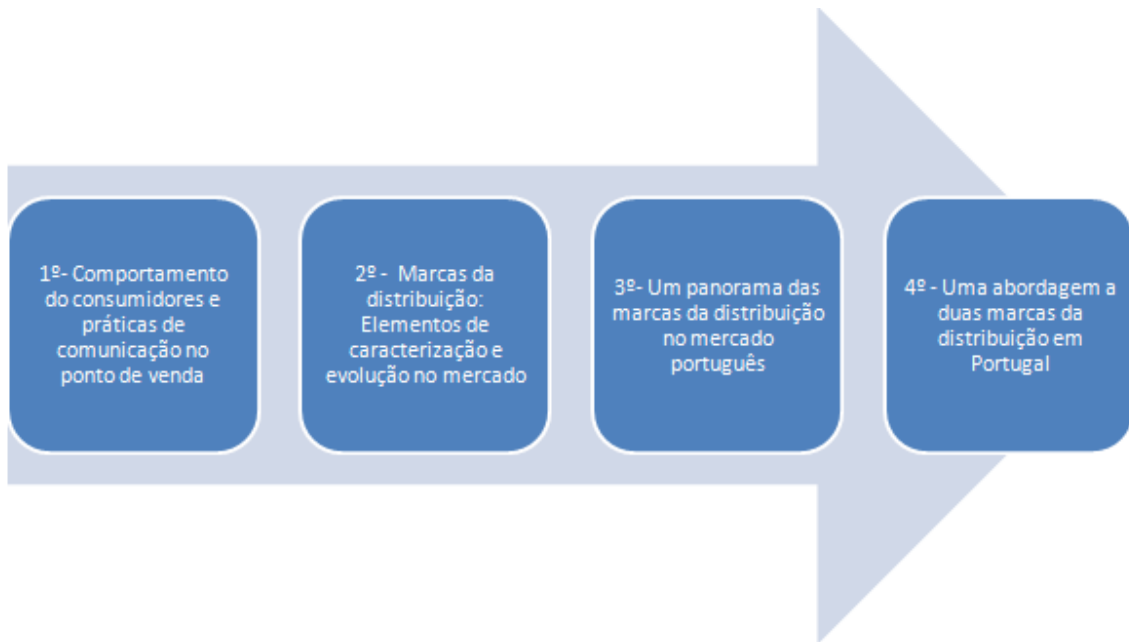 1º- Comportamento
do consumidores e
práticas de
comunicação no
ponto de venda
2º - Marcas da
distribuição:
Elementos de
caracterização e
evolução no mercado
3º- Um panorama das
marcas da distribuição
no mercado
português
4º - Uma abordagem a
duas marcas da
distribuição em
Portugal